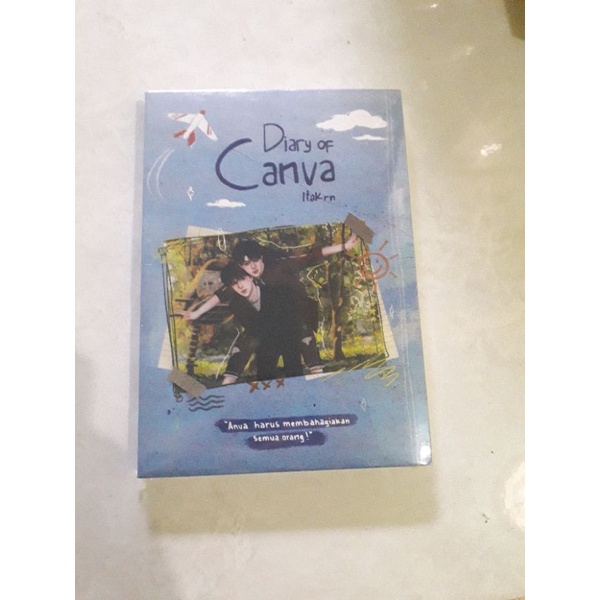 Diary of
Canva
Itakrn
"Anva harus membahagiakan
semua orang!"